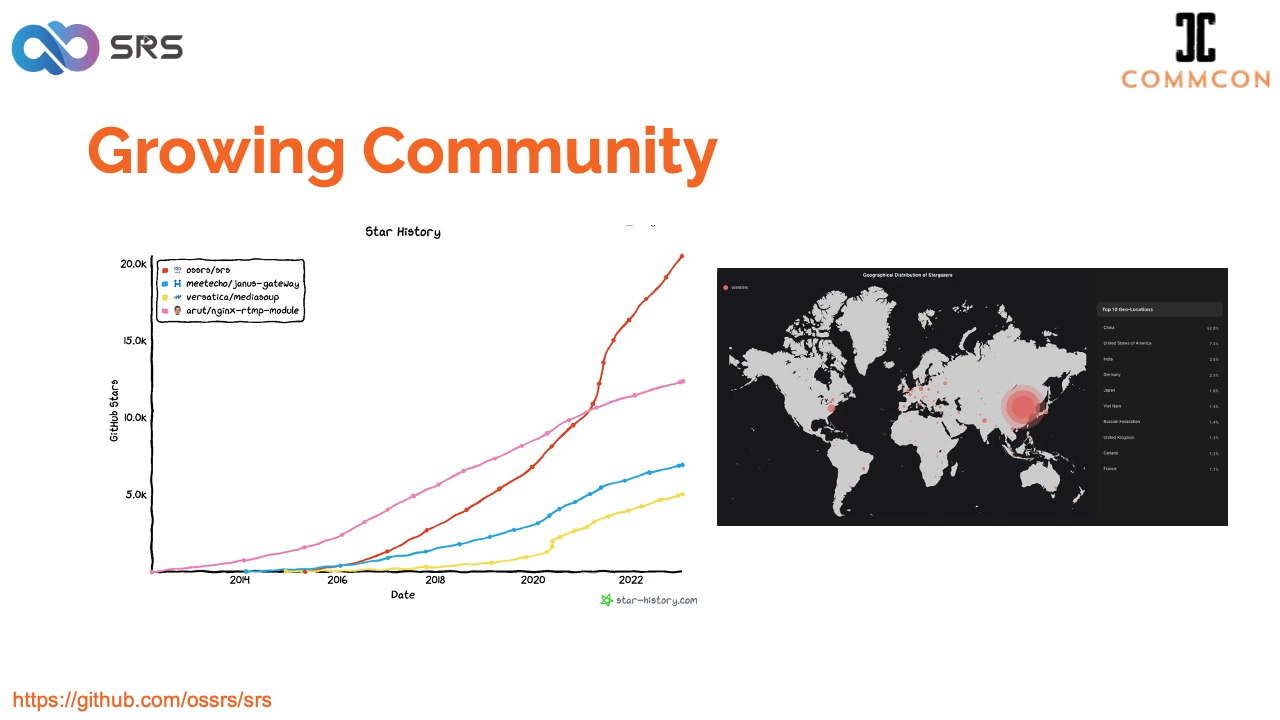 SRS
COMMCON
Growing Community
Star History
20.0k
15.0k
10.0k
5.0k
GitHub Stars
ossrs/srs
meetecho/janus-gateway
versatica/mediasoup
arut/nginx-rtmp-module
2014
2016
2018
2020
2022
Date
star-history.com
Geographical Distribution of Stargazers
Top 10 Geo-Locations
China
United States of America
India
Germany
Japan
Viet Nam
Russian Federation
United Kingdom
Canada
France
https://github.com/ossrs/srs